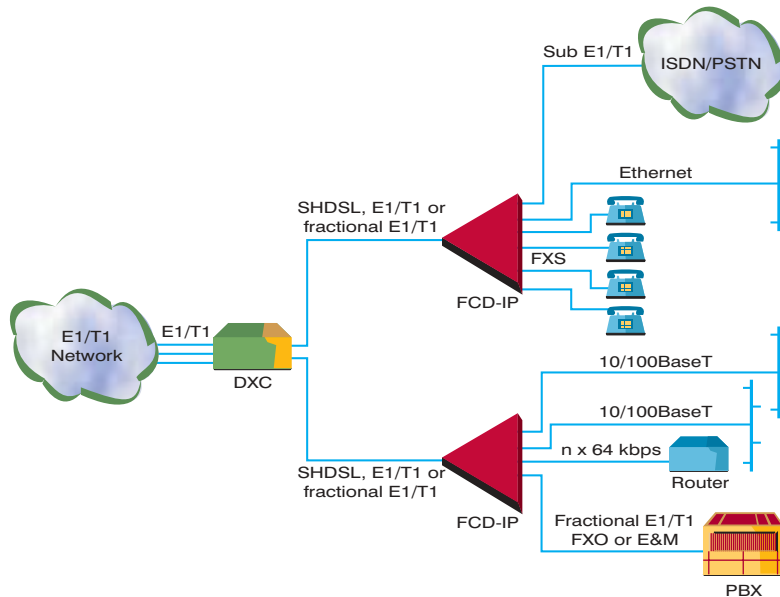 Sub E1/T1
ISDN/PSTN
Ethernet
SHDSL, E1/T1 or
fractional E1/T1
FXS
FCD-IP
E1/T1
Network
E1/T1
DXC
10/100BaseT
10/100BaseT
n x 64 kbps
Router
SHDSL, E1/T1 or
fractional E1/T1
FCD-IP
Fractional E1/T1
FXO or E&M
PBX